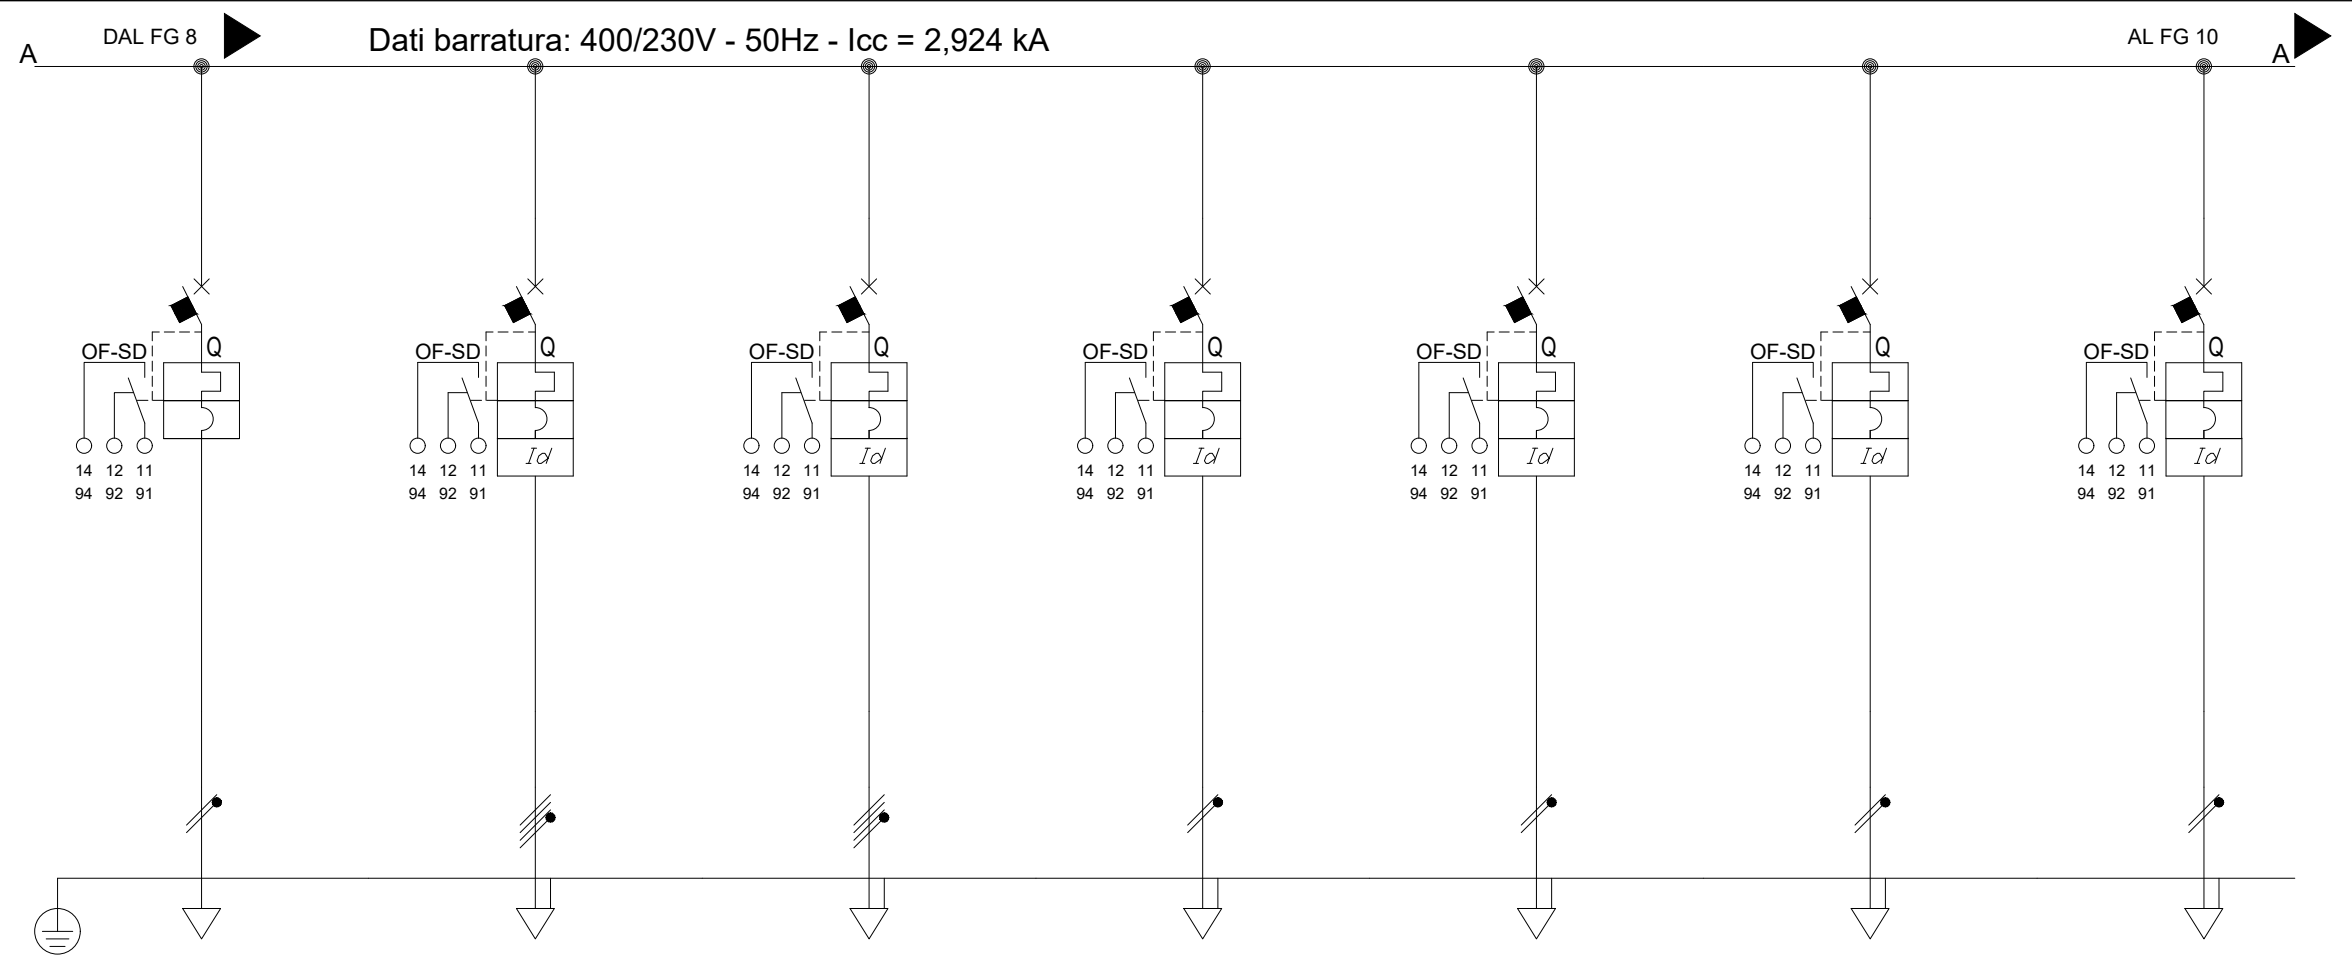 DAL FG 8
Dati barratura: 400/230V - 50Hz - Icc = 2,924 kA
AL FG 10
A
A
Q Q Q Q Q Q Q
OF-SD OF-SD OF-SD OF-SD OF-SD OF-SD OF-SD
Id Id Id Id Id Id
14 12 11 14 12 11 14 12 11 14 12 11 14 12 11 14 12 11 14 12 11
94 92 91 94 92 91 94 92 91 94 92 91 94 92 91 94 92 91 94 92 91